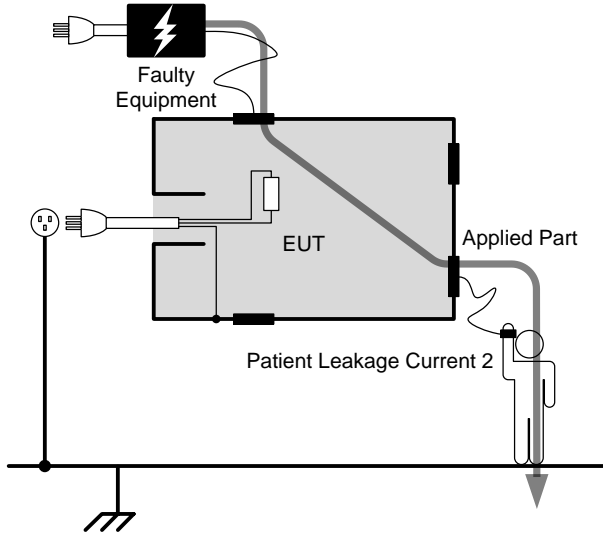 Faulty
Equipment
Applied Part
EUT
Patient Leakage Current 2